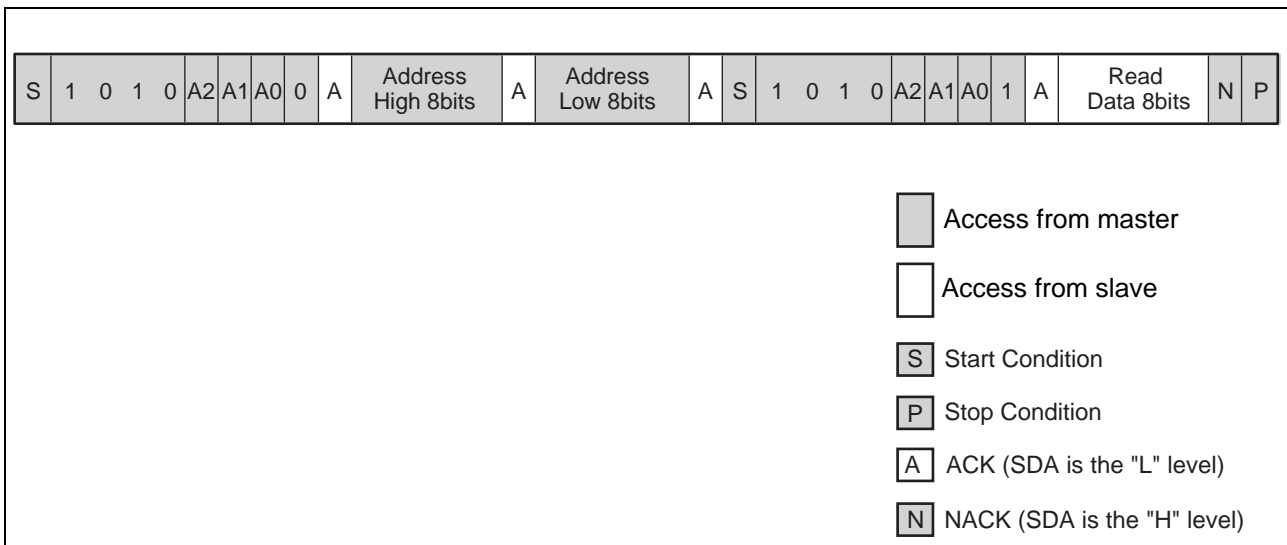 S 1 0 1 0 A2 A1 A0 0 A Address High 8bits A Address Low 8bits A S 1 0 1 0 A2 A1 A0 1 A Read Data 8bits N P
Access from master
Access from slave
S Start Condition
P Stop Condition
A ACK (SDA is the "L" level)
N NACK (SDA is the "H" level)